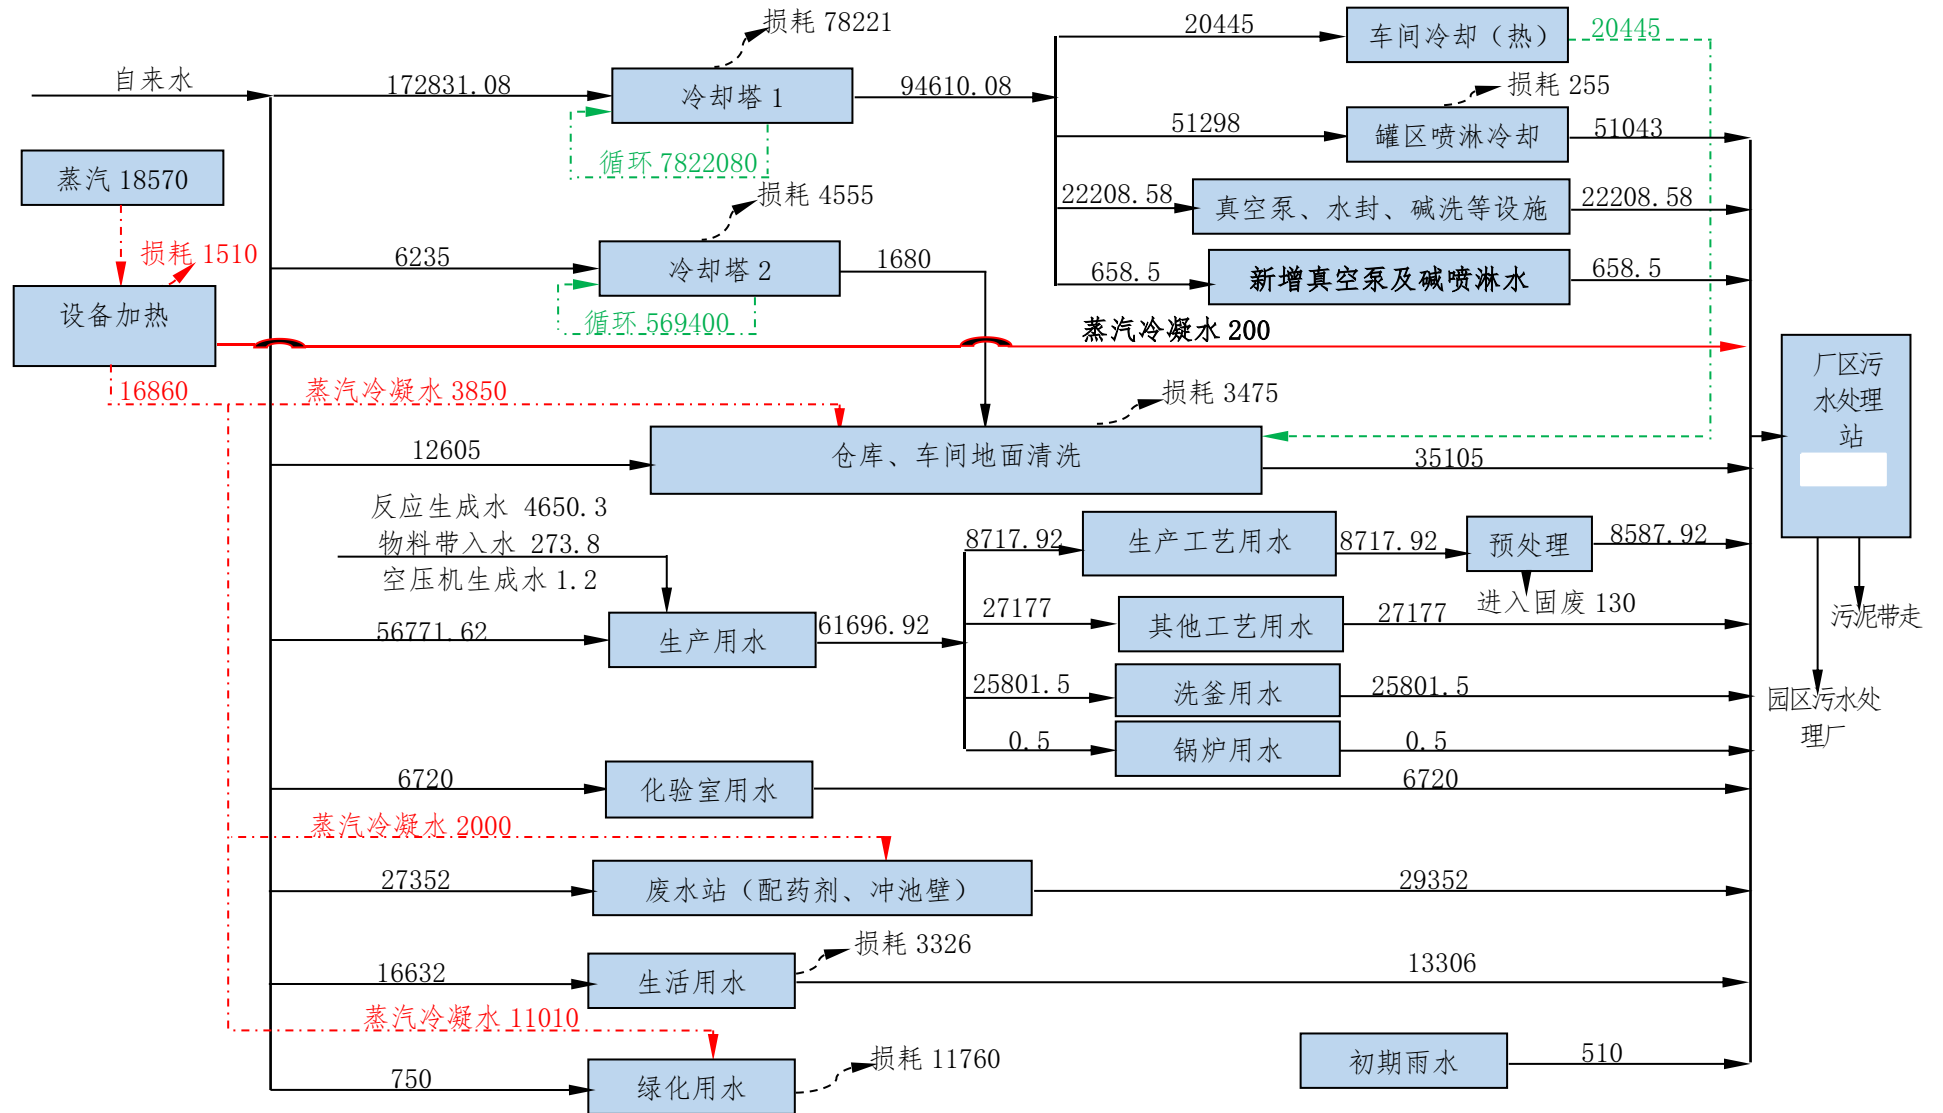 损耗 78221
20445
车间冷却（热）
20445
自来水
172831.08
冷却塔 1
94610.08
损耗 255
51298
罐区喷淋冷却
51043
循环 7822080
蒸汽 18570
损耗 4555
22208.58
真空泵、水封、碱洗等设施
22208.58
损耗 1510
6235
冷却塔 2
1680
658.5
新增真空泵及碱喷淋水
658.5
设备加热
循环 569400
蒸汽冷凝水 200
厂区污
水处理
站
16860
蒸汽冷凝水 3850
损耗 3475
12605
仓库、车间地面清洗
35105
反应生成水 4650.3
物料带入水 273.8
空压机生成水 1.2
8717.92
生产工艺用水
8717.92
预处理
8587.92
进入固废 130
56771.62
生产用水
61696.92
27177
其他工艺用水
27177
污泥带走
25801.5
洗釜用水
25801.5
园区污水处
理厂
0.5
锅炉用水
0.5
6720
化验室用水
6720
蒸汽冷凝水 2000
27352
废水站（配药剂、冲池壁）
29352
损耗 3326
16632
生活用水
13306
蒸汽冷凝水 11010
损耗 11760
750
绿化用水
初期雨水
510